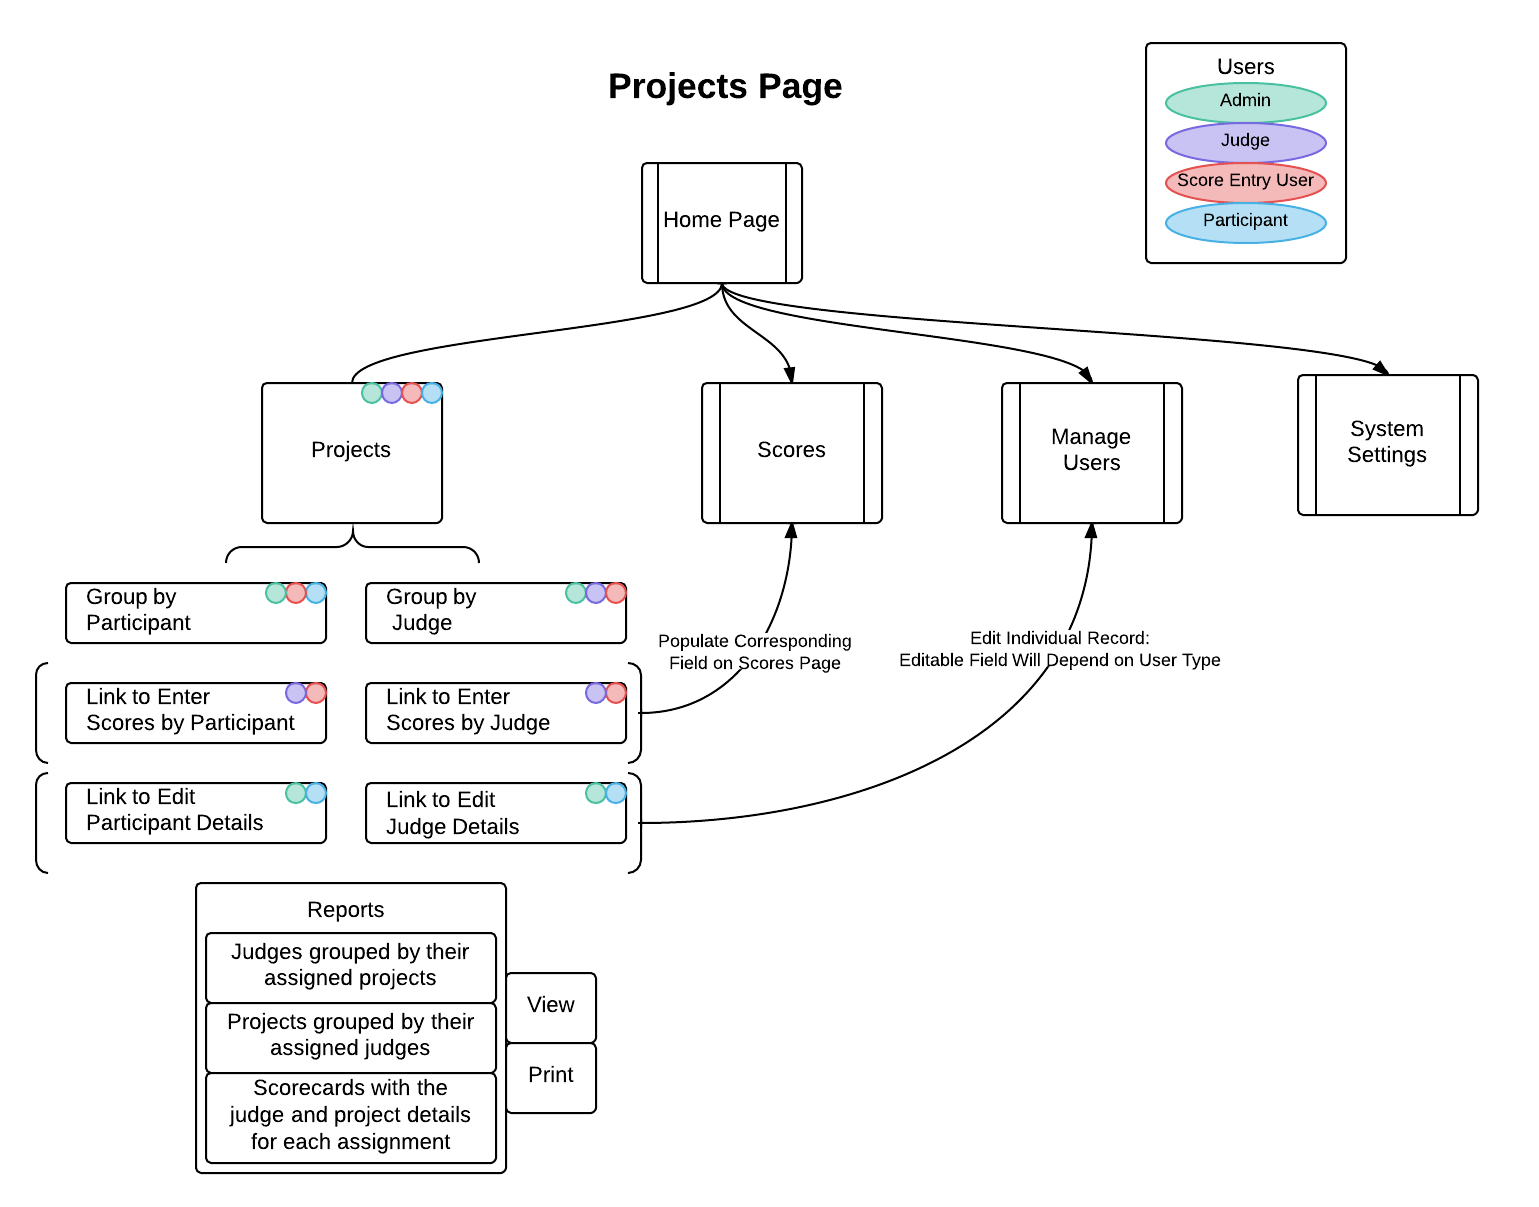 Projects Page
Users
Admin
Judge
Score Entry User
Participant
Home Page
Projects
Scores
Manage
Users
System
Settings
Group by
Participant
Group by
Judge
Populate Corresponding
Field on Scores Page
Edit Individual Record:
Editable Field Will Depend on User Type
Link to Enter
Scores by Participant
Link to Enter
Scores by Judge
Link to Edit
Participant Details
Link to Edit
Judge Details
Reports
Judges grouped by their
assigned projects
Projects grouped by their
assigned judges
Scorecards with the
judge and project details
for each assignment
View
Print